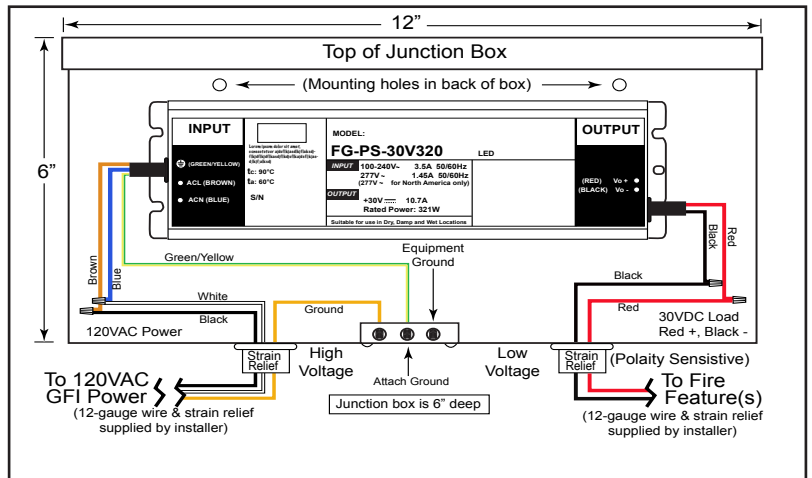 12”
Top of Junction Box
(Mounting holes in back of box)
6”
INPUT
(GREEN/YELLOW)
ACL (BROWN)
ACN (BLUE)
tc: 90°C
ta: 60°C
S/N
MODEL:
FG-PS-30V320
LED
INPUT 100-240V~ 3.5A 50/60Hz
277V ~ 1.45A 50/60Hz
(277V ~ for North America only)
OUTPUT
+30V 10.7A
Rated Power: 321W
Suitable for use in Dry, Damp and Wet Locations
OUTPUT
(RED) Vo +
(BLACK) Vo -
Equipment
Ground
Green/Yellow
Brown
Blue
White
Black
Ground
120VAC Power
Black
Red
Black
Red
30VDC Load
Red +, Black -
Strain
Relief
High
Voltage
Attach Ground
Low
Voltage
Strain
Relief
(Polaity Sensistive)
To 120VAC
GFI Power
(12-gauge wire & strain relief
supplied by installer)
Junction box is 6” deep
To Fire
Feature(s)
(12-gauge wire & strain relief
supplied by installer)